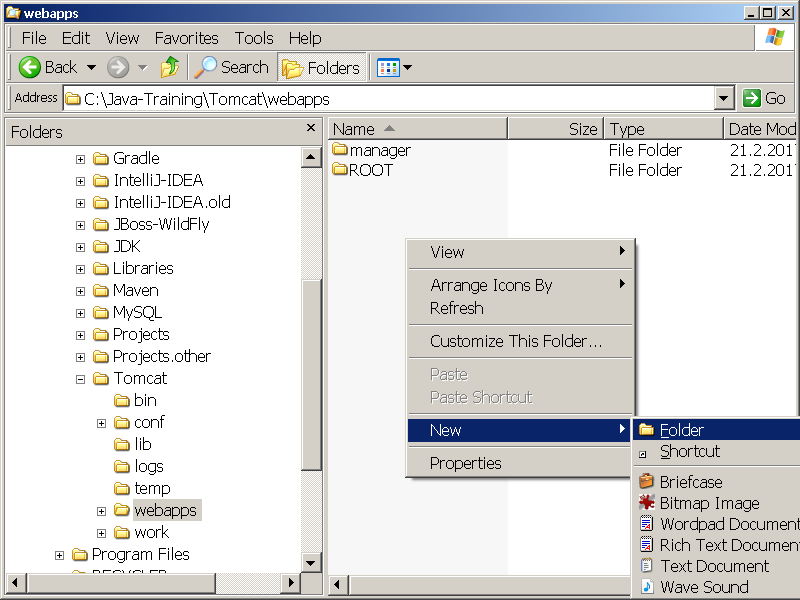 webapps
File Edit View Favorites Tools Help
Back Search Folders
Address C:\Java-Training\Tomcat\webapps Go
Folders
Name Size Type Date Mod
manager File Folder 21.2.201
ROOT File Folder 21.2.201
Gradle
IntelliJ-IDEA
IntelliJ-IDEA.old
JBoss-WildFly
JDK
Libraries
Maven
MySQL
Projects
Projects.other
Tomcat
bin
conf
lib
logs
temp
webapps
work
Program Files
RECYCLER
View
Arrange Icons By
Refresh
Customize This Folder...
Paste
Paste Shortcut
New
Properties
Folder
Shortcut
Briefcase
Bitmap Image
Wordpad Document
Rich Text Document
Text Document
Wave Sound